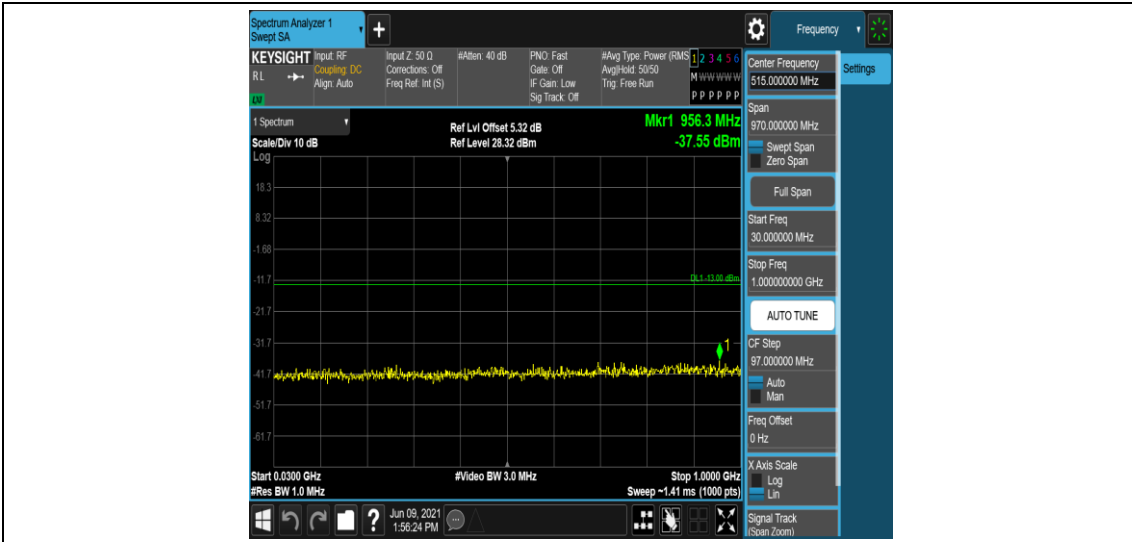 Spectrum Analyzer 1
Swept SA
+
Frequency
KEYSIGHT
RL
LXI
Input: RF
Coupling: DC
Align: Auto
Input Z: 50 Ω
Corrections: Off
Freq Ref: Int (S)
#Atten: 40 dB
PNO: Fast
Gate: Off
IF Gain: Low
Sig Track: Off
#Avg Type: Power (RMS
Avg|Hold: 50/50
Trig: Free Run
1 2 3 4 5 6
M W W W W W
P P P P P P
1 Spectrum
Scale/Div 10 dB
Log
Ref Lvl Offset 5.32 dB
Ref Level 28.32 dBm
Mkr1 956.3 MHz
-37.55 dBm
18.3
8.32
-1.68
-11.7
DL1 -13.00 dBm
-21.7
-31.7
1
-41.7
-51.7
-61.7
Start 0.0300 GHz
#Res BW 1.0 MHz
#Video BW 3.0 MHz
Stop 1.0000 GHz
Sweep ~1.41 ms (1000 pts)
?
Jun 09, 2021
1:56:24 PM
Center Frequency
515.000000 MHz
Settings
Span
970.000000 MHz
Swept Span
Zero Span
Full Span
Start Freq
30.000000 MHz
Stop Freq
1.000000000 GHz
AUTO TUNE
CF Step
97.000000 MHz
Auto
Man
Freq Offset
0 Hz
X Axis Scale
Log
Lin
Signal Track
(Span Zoom)